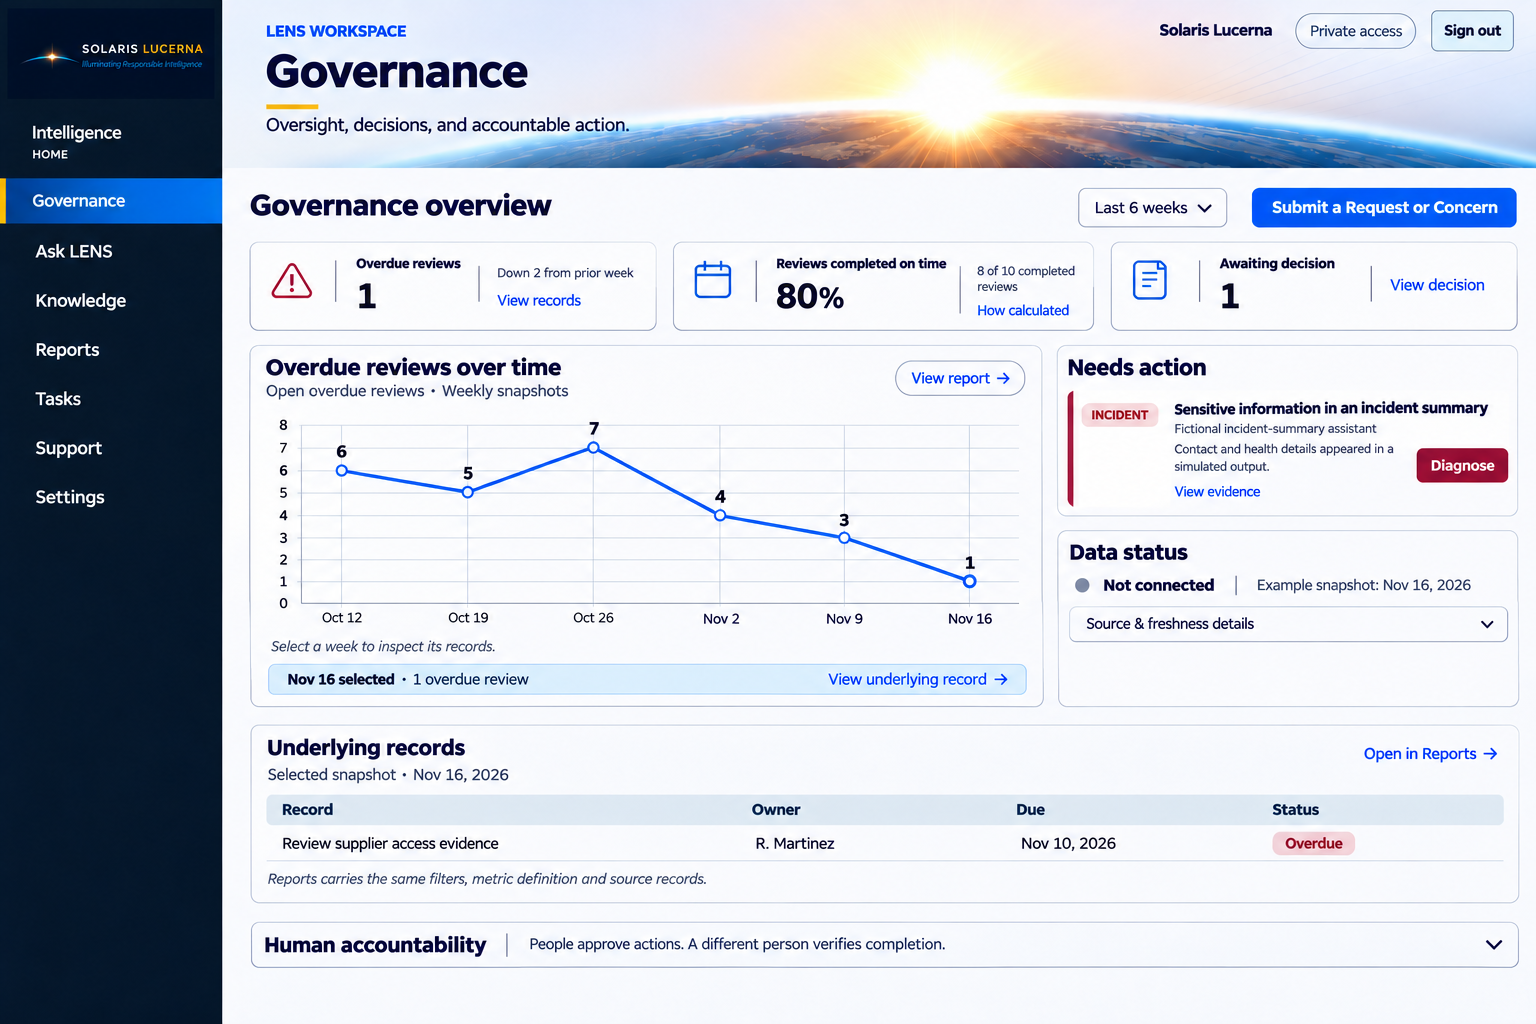 SOLARIS LUCERNA
Illuminating Responsible Intelligence
Intelligence
HOME
Governance
Ask LENS
Knowledge
Reports
Tasks
Support
Settings
LENS WORKSPACE
Governance
Oversight, decisions, and accountable action.
Solaris Lucerna
Private access
Sign out
Governance overview
Last 6 weeks
Submit a Request or Concern
Overdue reviews
1
Down 2 from prior week
View records
Reviews completed on time
80%
8 of 10 completed
reviews
How calculated
Awaiting decision
1
View decision
Overdue reviews over time
Open overdue reviews • Weekly snapshots
View report →
8
7
6
5
4
3
2
1
0
6
5
7
4
3
1
Oct 12
Oct 19
Oct 26
Nov 2
Nov 9
Nov 16
Select a week to inspect its records.
Nov 16 selected • 1 overdue review
View underlying record →
Needs action
INCIDENT
Sensitive information in an incident summary
Fictional incident-summary assistant
Contact and health details appeared in a
simulated output.
View evidence
Diagnose
Data status
Not connected
Example snapshot: Nov 16, 2026
Source & freshness details
Underlying records
Selected snapshot • Nov 16, 2026
Open in Reports →
Record Owner Due Status
Review supplier access evidence R. Martinez Nov 10, 2026 Overdue
Reports carries the same filters, metric definition and source records.
Human accountability
People approve actions. A different person verifies completion.